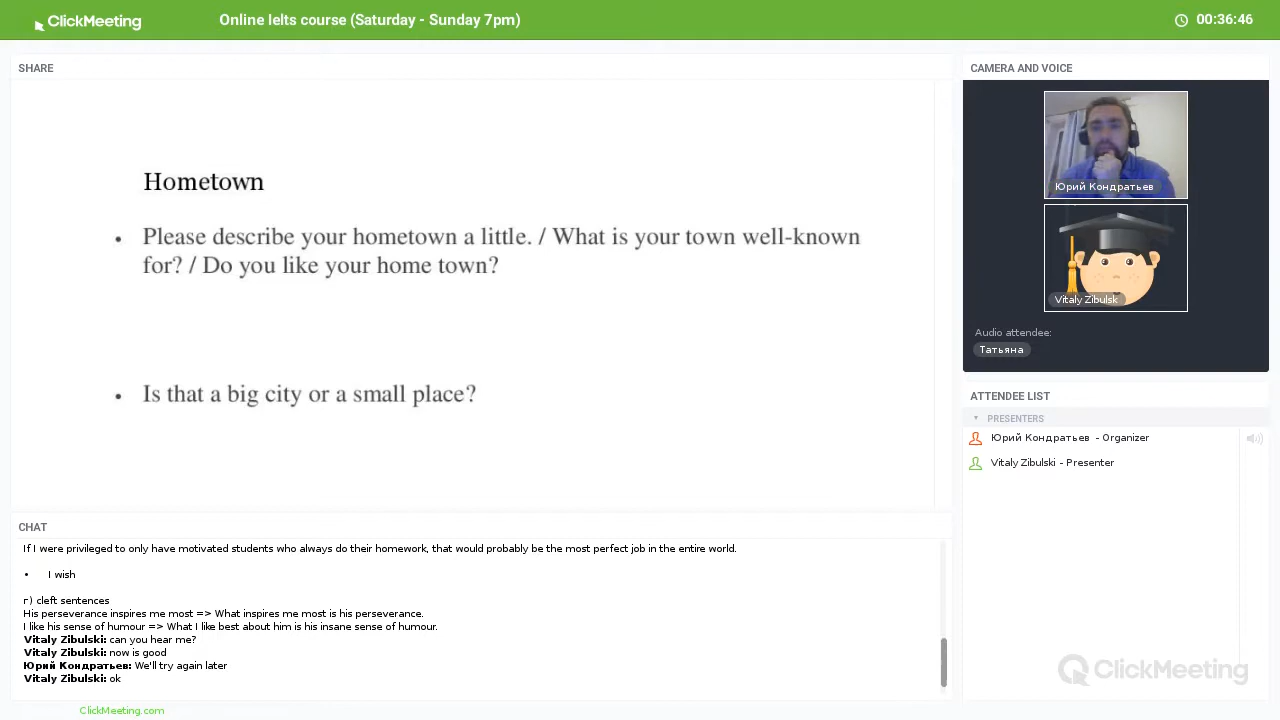 ClickMeeting
Online Ielts course (Saturday - Sunday 7pm)
00:36:46
SHARE
Hometown
• Please describe your hometown a little. / What is your town well-known
for? / Do you like your home town?
• Is that a big city or a small place?
CAMERA AND VOICE
Юрий Кондратьев
Vitaly Zibulsk
Audio attendee:
Татьяна
ATTENDEE LIST
PRESENTERS
Юрий Кондратьев - Organizer
Vitaly Zibulski - Presenter
CHAT
If I were privileged to only have motivated students who always do their homework, that would probably be the most perfect job in the entire world.
• I wish
г) cleft sentences
His perseverance inspires me most => What inspires me most is his perseverance.
I like his sense of humour => What I like best about him is his insane sense of humour.
Vitaly Zibulski: can you hear me?
Vitaly Zibulski: now is good
Юрий Кондратьев: We'll try again later
Vitaly Zibulski: ok
ClickMeeting
ClickMeeting.com